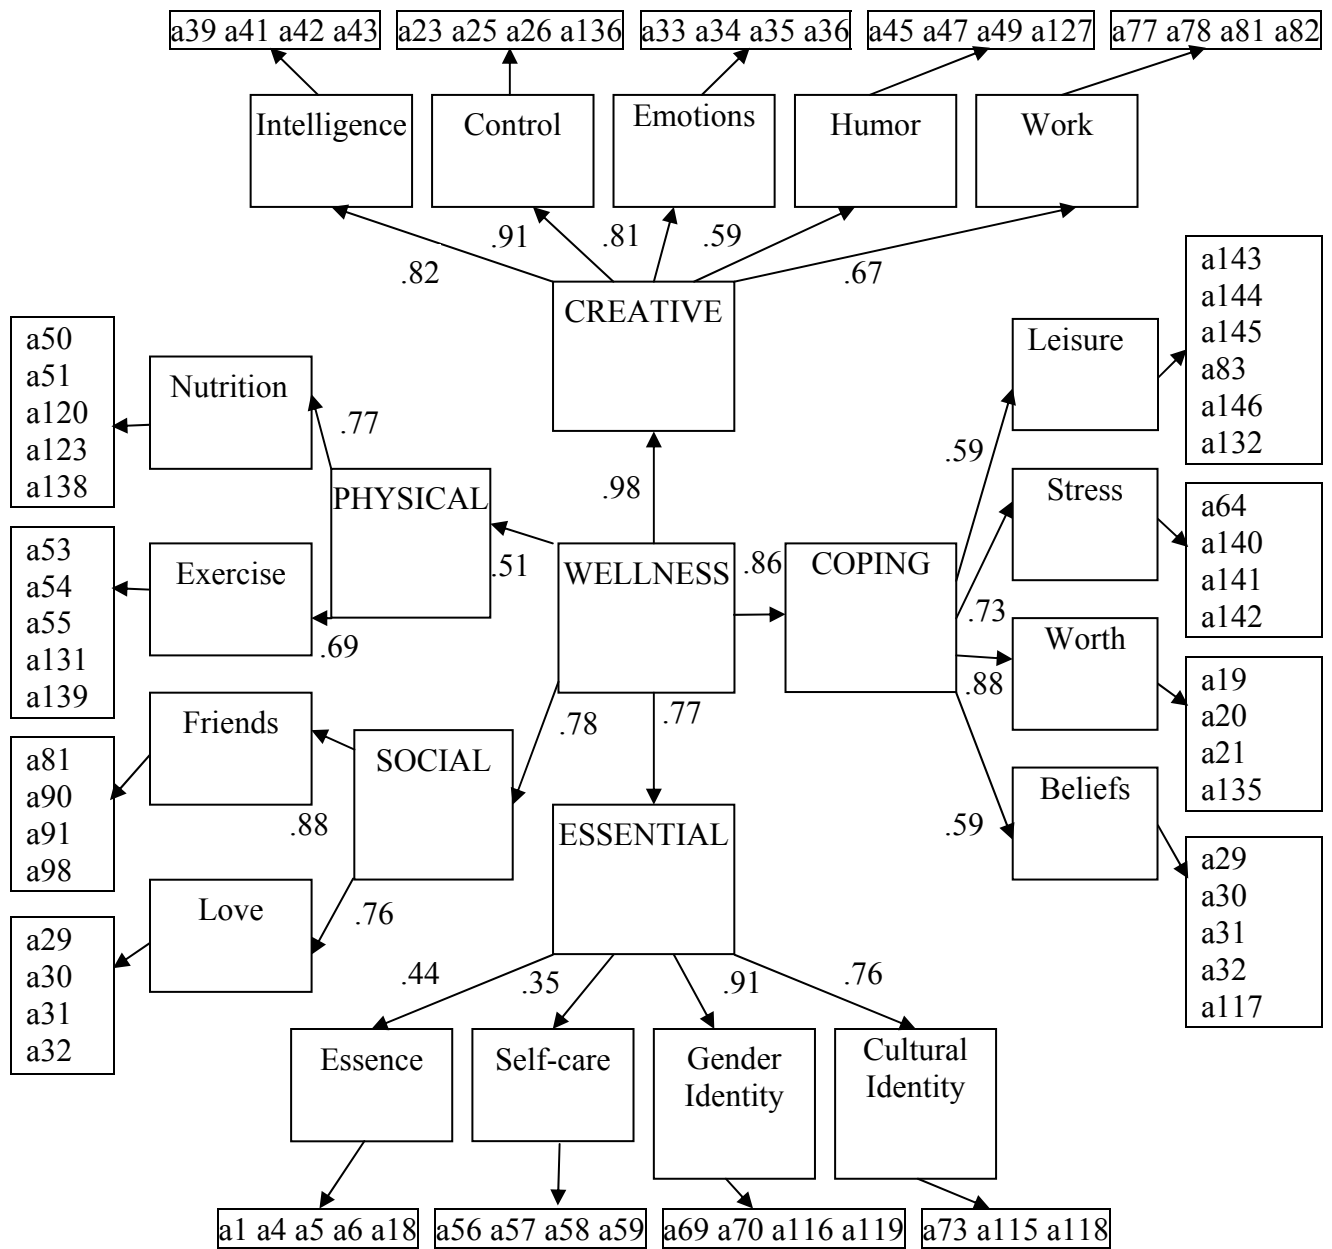 a39 a41 a42 a43
a23 a25 a26 a136
a33 a34 a35 a36
a45 a47 a49 a127
a77 a78 a81 a82
Intelligence
Control
Emotions
Humor
Work
.82
.91
.81
.59
.67
CREATIVE
.98
a50
a51
a120
a123
a138
Nutrition
.77
PHYSICAL
.51
a53
a54
a55
a131
a139
Exercise
.69
WELLNESS
.86
COPING
.59
Leisure
a143
a144
a145
a83
a146
a132
.73
Stress
a64
a140
a141
a142
.88
Worth
a19
a20
a21
a135
.59
Beliefs
a29
a30
a31
a32
a117
.78
.77
SOCIAL
Friends
.88
a81
a90
a91
a98
Love
.76
a29
a30
a31
a32
ESSENTIAL
.44
.35
.91
.76
Essence
Self-care
Gender
Identity
Cultural
Identity
a1 a4 a5 a6 a18
a56 a57 a58 a59
a69 a70 a116 a119
a73 a115 a118